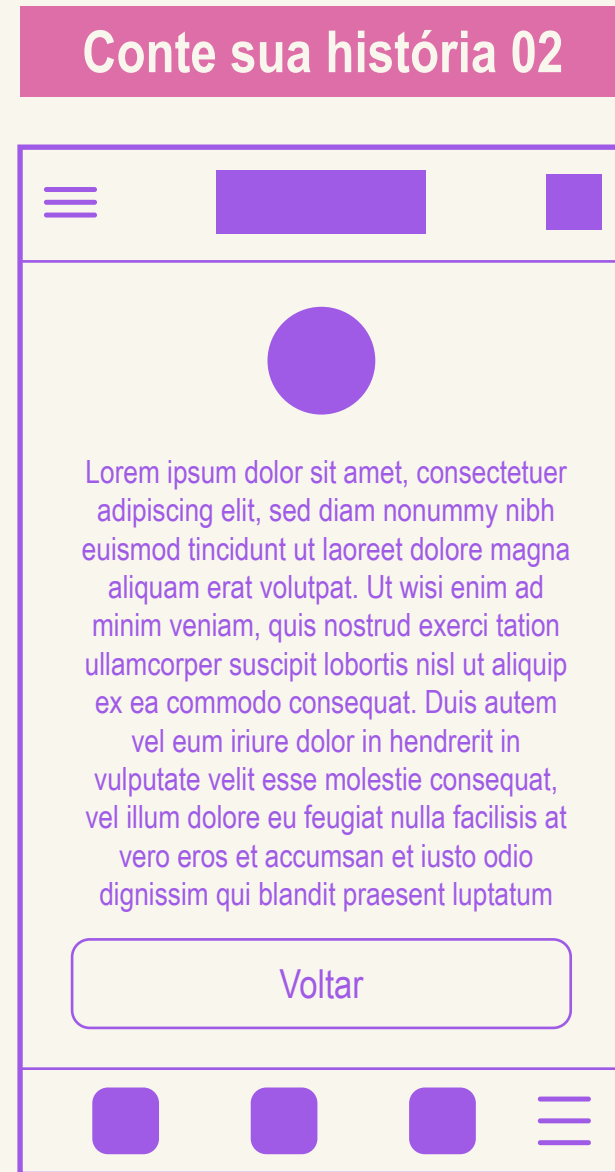 Conte sua história 02
Lorem ipsum dolor sit amet, consectetuer
adipiscing elit, sed diam nonummy nibh
euismod tincidunt ut laoreet dolore magna
aliquam erat volutpat. Ut wisi enim ad
minim veniam, quis nostrud exerci tation
ullamcorper suscipit lobortis nisl ut aliquip
ex ea commodo consequat. Duis autem
vel eum iriure dolor in hendrerit in
vulputate velit esse molestie consequat,
vel illum dolore eu feugiat nulla facilisis at
vero eros et accumsan et iusto odio
dignissim qui blandit praesent luptatum
Voltar